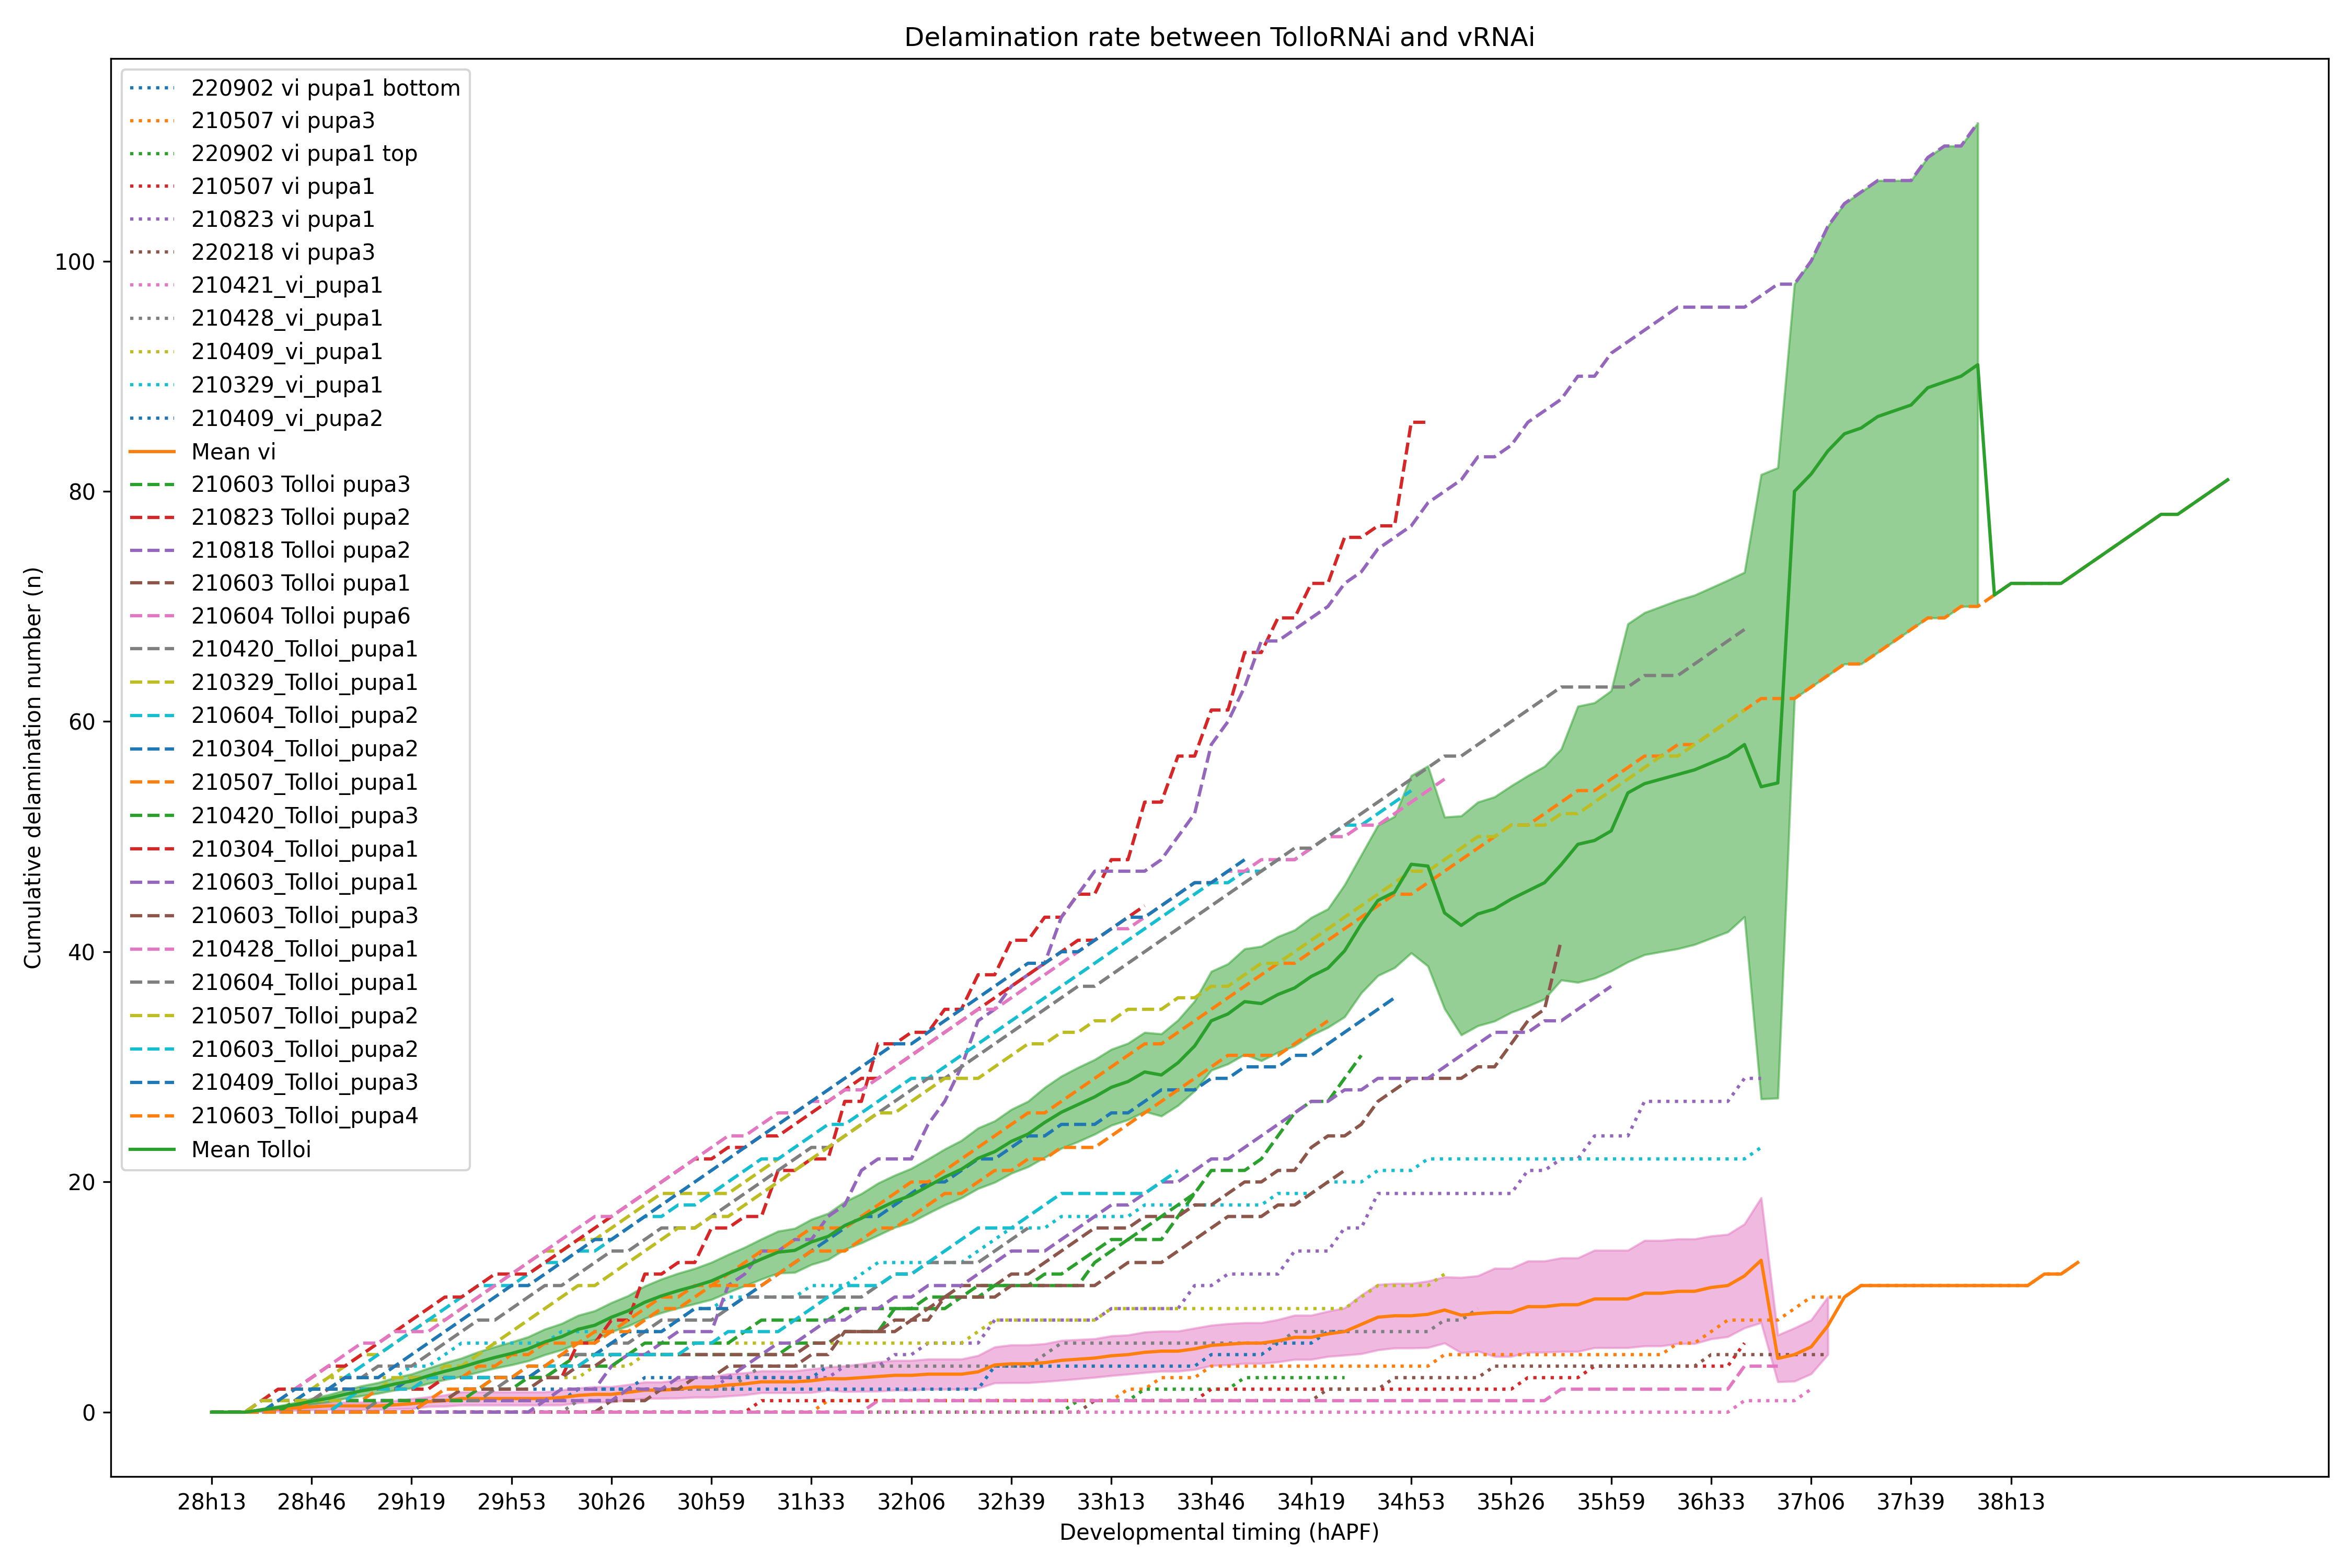 Delamination rate between TolloRNAi and vRNAi
220902 vi pupa1 bottom
210507 vi pupa3
220902 vi pupa1 top
210507 vi pupa1
210823 vi pupa1
220218 vi pupa3
210421_vi_pupa1
210428_vi_pupa1
210409_vi_pupa1
210329_vi_pupa1
210409_vi_pupa2
Mean vi
210603 Tolloi pupa3
210823 Tolloi pupa2
210818 Tolloi pupa2
210603 Tolloi pupa1
210604 Tolloi pupa6
210420_Tolloi_pupa1
210329_Tolloi_pupa1
210604_Tolloi_pupa2
210304_Tolloi_pupa2
210507_Tolloi_pupa1
210420_Tolloi_pupa3
210304_Tolloi_pupa1
210603_Tolloi_pupa1
210603_Tolloi_pupa3
210428_Tolloi_pupa1
210604_Tolloi_pupa1
210507_Tolloi_pupa2
210603_Tolloi_pupa2
210409_Tolloi_pupa3
210603_Tolloi_pupa4
Mean Tolloi
Cumulative delamination number (n)
100
80
60
40
20
0
28h13 28h46 29h19 29h53 30h26 30h59 31h33 32h06 32h39 33h13 33h46 34h19 34h53 35h26 35h59 36h33 37h06 37h39 38h13
Developmental timing (hAPF)